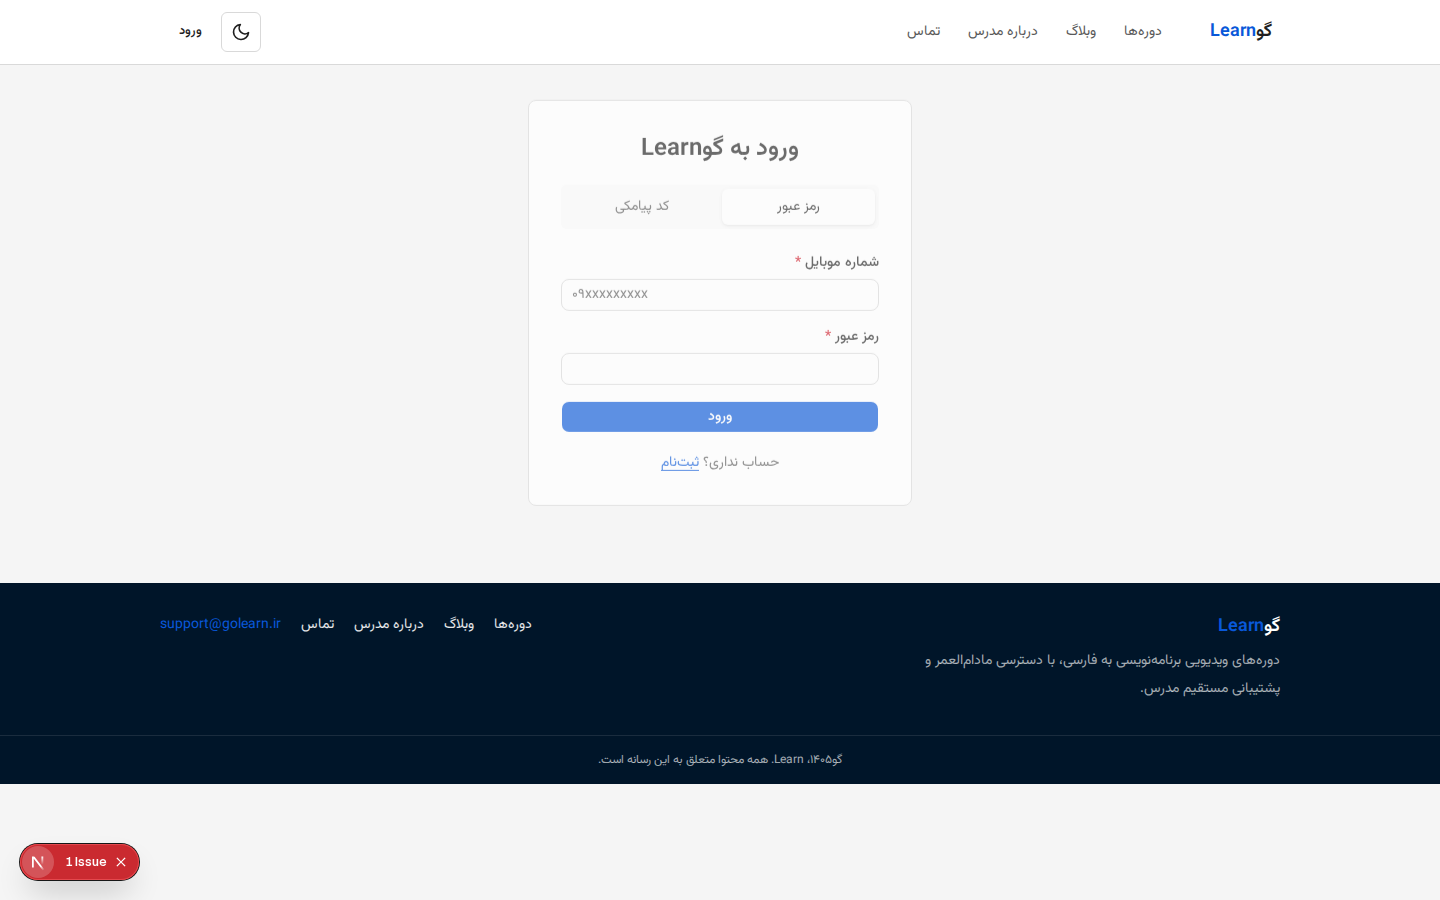 گوLearn
دوره‌ها
وبلاگ
درباره مدرس
تماس
ورود
ورود به گوLearn
رمز عبور
کد پیامکی
شماره موبایل *
۰۹xxxxxxxxx
رمز عبور *
ورود
حساب نداری؟ ثبت‌نام
گوLearn
دوره‌های ویدیویی برنامه‌نویسی به فارسی، با دسترسی مادام‌العمر و
پشتیبانی مستقیم مدرس.
دوره‌ها
وبلاگ
درباره مدرس
تماس
support@golearn.ir
گوLearn ،۱۴۰۵. همه محتوا متعلق به این رسانه است.
N
1 Issue